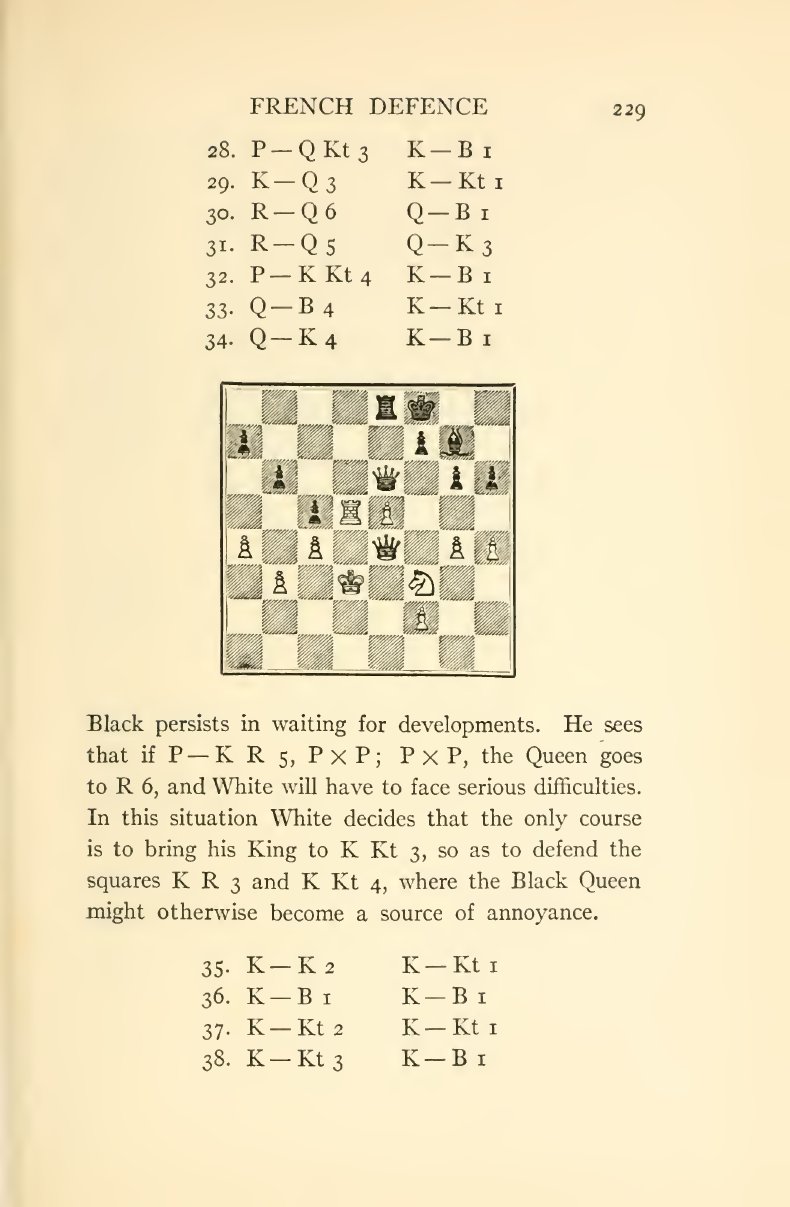 FRENCH DEFENCE 229
28. P—Q Kt 3 K—B 1
29. K—Q 3 K—Kt 1
30. R—Q 6 Q—B 1
31. R—Q 5 Q—K 3
32. P—K Kt 4 K—B 1
33. Q—B 4 K—Kt 1
34. Q—K 4 K—B 1
Black persists in waiting for developments. He sees
that if P—K R 5, P × P; P × P, the Queen goes
to R 6, and White will have to face serious difficulties.
In this situation White decides that the only course
is to bring his King to K Kt 3, so as to defend the
squares K R 3 and K Kt 4, where the Black Queen
might otherwise become a source of annoyance.
35. K—K 2 K—Kt 1
36. K—B 1 K—B 1
37. K—Kt 2 K—Kt 1
38. K—Kt 3 K—B 1